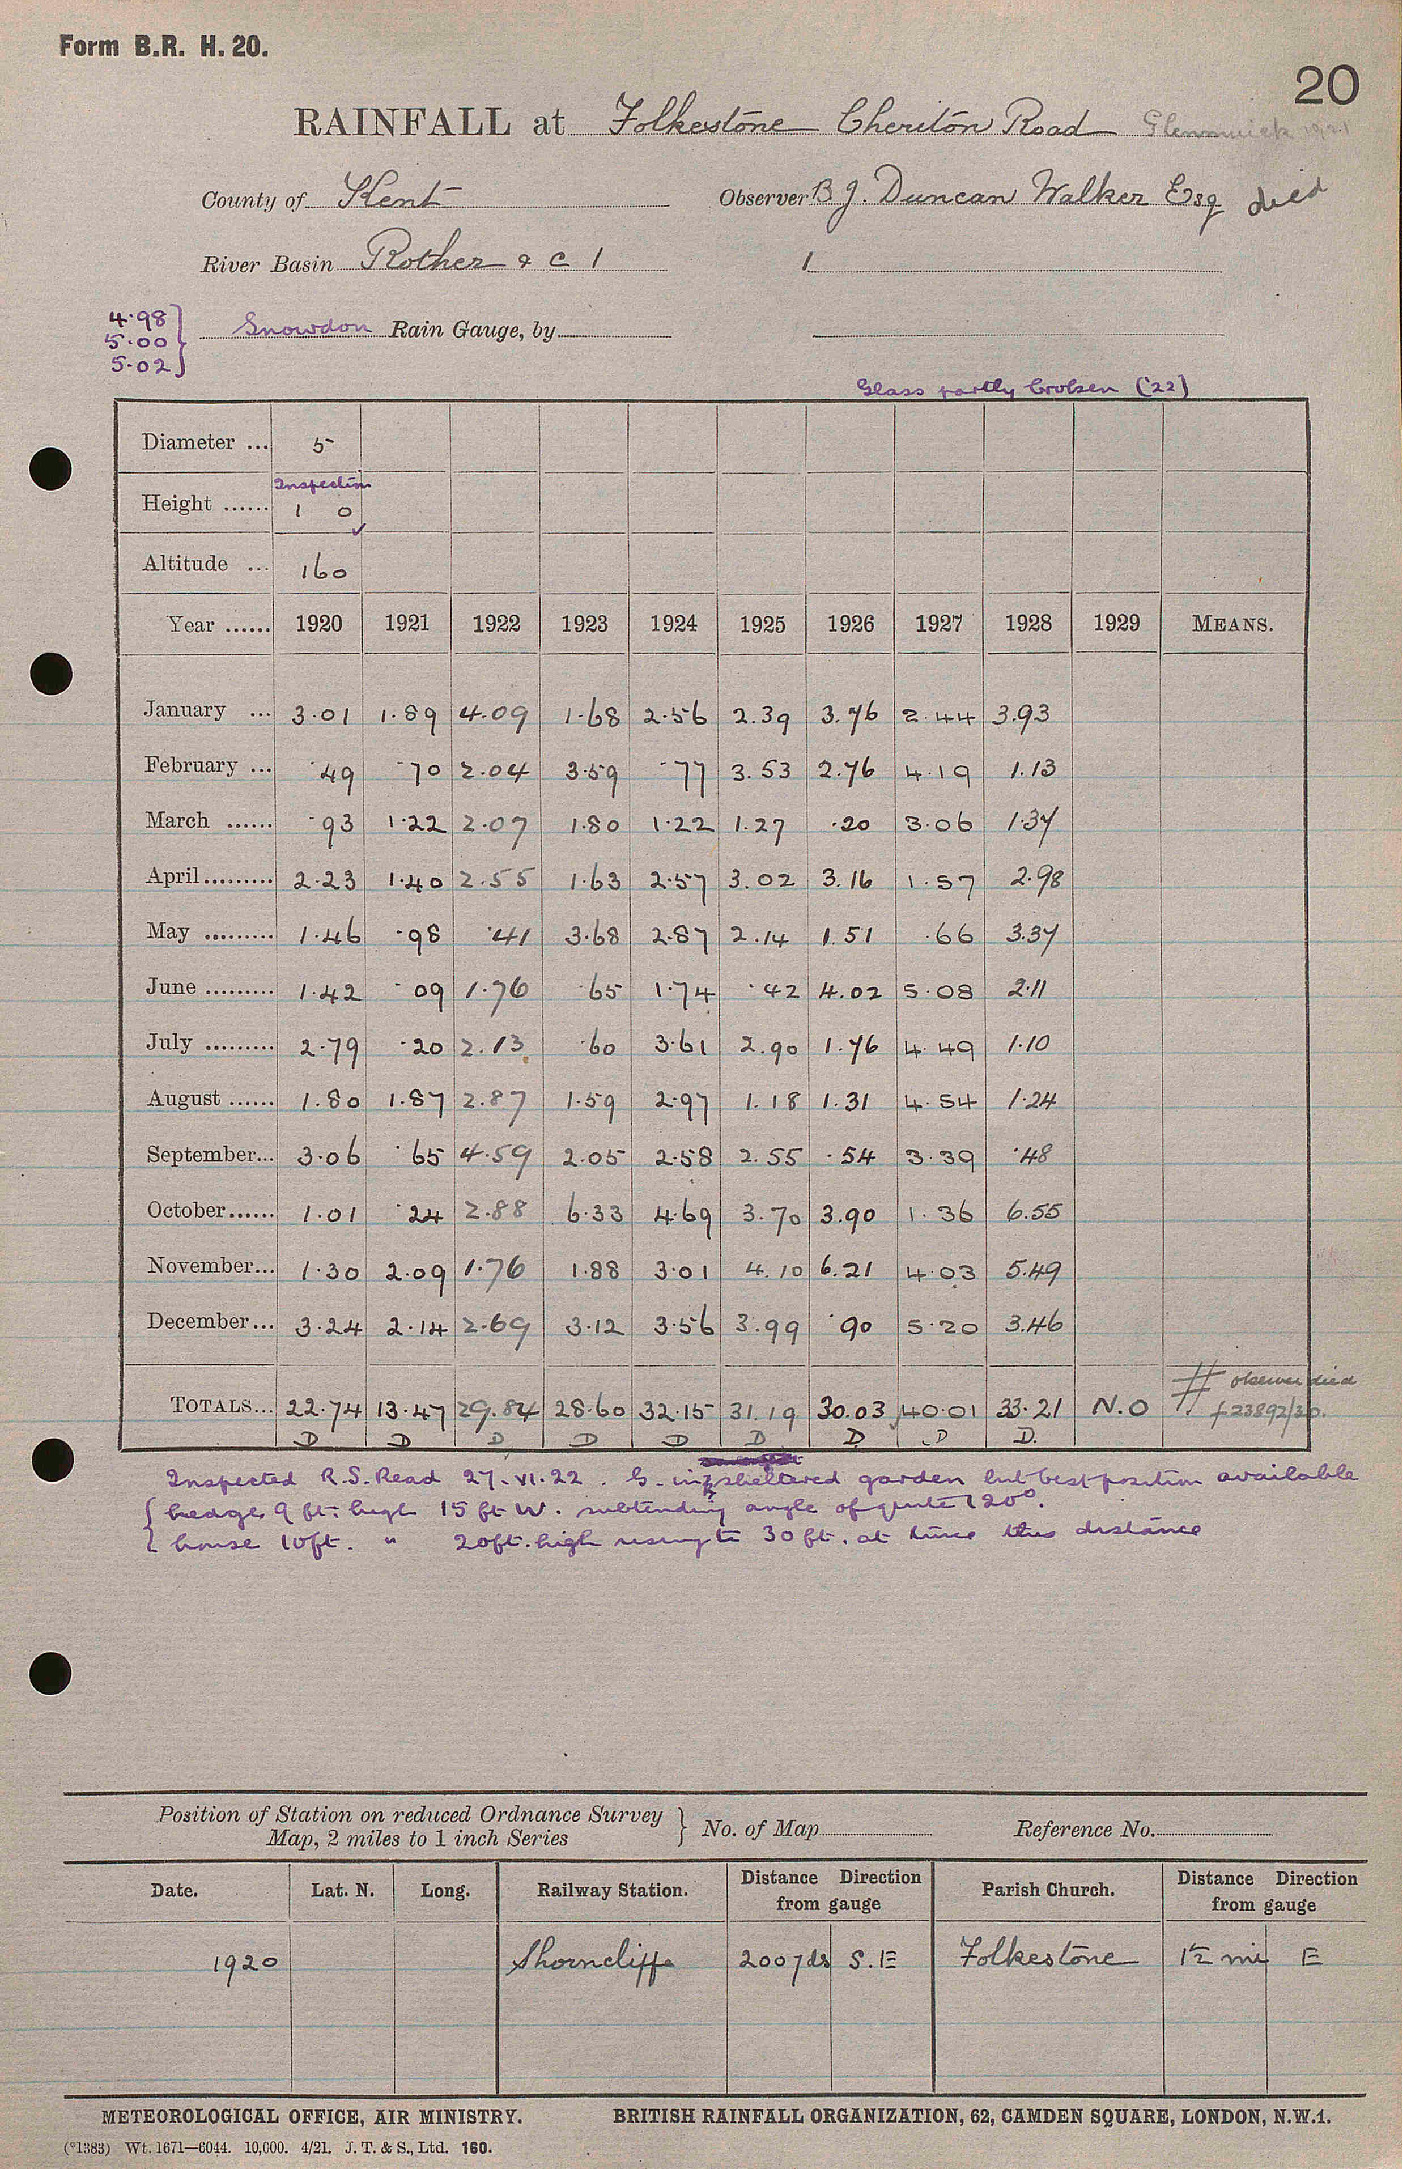 Form B.R. H. 20.
20
RAINFALL at Folkestone Cheriton Road 1921
County of Kent Observer B J. Duncan Walker Esq died
River Basin Rother & C 1 1
4.98
5.00
5.02
Snowdon Rain Gauge, by
Glass partly broken ('22)
Diameter ... 5
Inspection
Height ...... 1 0
Altitude ... 160
Year ...... 1920 1921 1922 1923 1924 1925 1926 1927 1928 1929 MEANS.
January ... 3.01 1.89 4.09 1.68 2.56 2.39 3.76 2.44 3.93
February ... .49 .70 2.04 3.59 .77 3.53 2.76 4.19 1.13
March ...... .93 1.22 2.07 1.80 1.22 1.27 .20 3.06 1.37
April ......... 2.23 1.40 2.55 1.63 2.57 3.02 3.16 1.57 2.98
May ......... 1.46 .98 .41 3.68 2.87 2.14 1.51 .66 3.37
June ......... 1.42 .09 1.76 .65 1.74 .42 4.02 5.08 2.11
July ......... 2.79 .20 2.13 .60 3.61 2.90 1.76 4.49 1.10
August ...... 1.80 1.87 2.87 1.59 2.97 1.18 1.31 4.54 1.24
September... 3.06 .65 4.59 2.05 2.58 2.55 .54 3.39 .48
October...... 1.01 .24 2.88 6.33 4.69 3.70 3.90 1.36 6.55
November... 1.30 2.09 1.76 1.88 3.01 4.10 6.21 4.03 5.49
December... 3.24 2.14 2.69 3.12 3.56 3.99 .90 5.20 3.46
TOTALS... 22.74 13.47 29.84 28.60 32.15 31.19 30.03 40.01 33.21 N.O # observer died
f 23892/30.
D D D D D D D D D.
Inspected R.S. Read 27.VI.22. G. in sheltered garden but best position available
hedge 9 ft. high 15 ft W. subtending angle of quite 120°.
house 10ft. " 20ft. high rising to 30 ft. at twice this distance
Position of Station on reduced Ordnance Survey
Map, 2 miles to 1 inch Series No. of Map Reference No.
Date. Lat. N. Long. Railway Station. Distance Direction from gauge Parish Church. Distance Direction from gauge
1920 Shorncliffe 200 yds S.E Folkestone 1½ mi E
METEOROLOGICAL OFFICE, AIR MINISTRY. BRITISH RAINFALL ORGANIZATION, 62, CAMDEN SQUARE, LONDON, N.W.1.
(*1383) Wt. 1671—6044. 10,000. 4/21. J. T. & S., Ltd. 160.